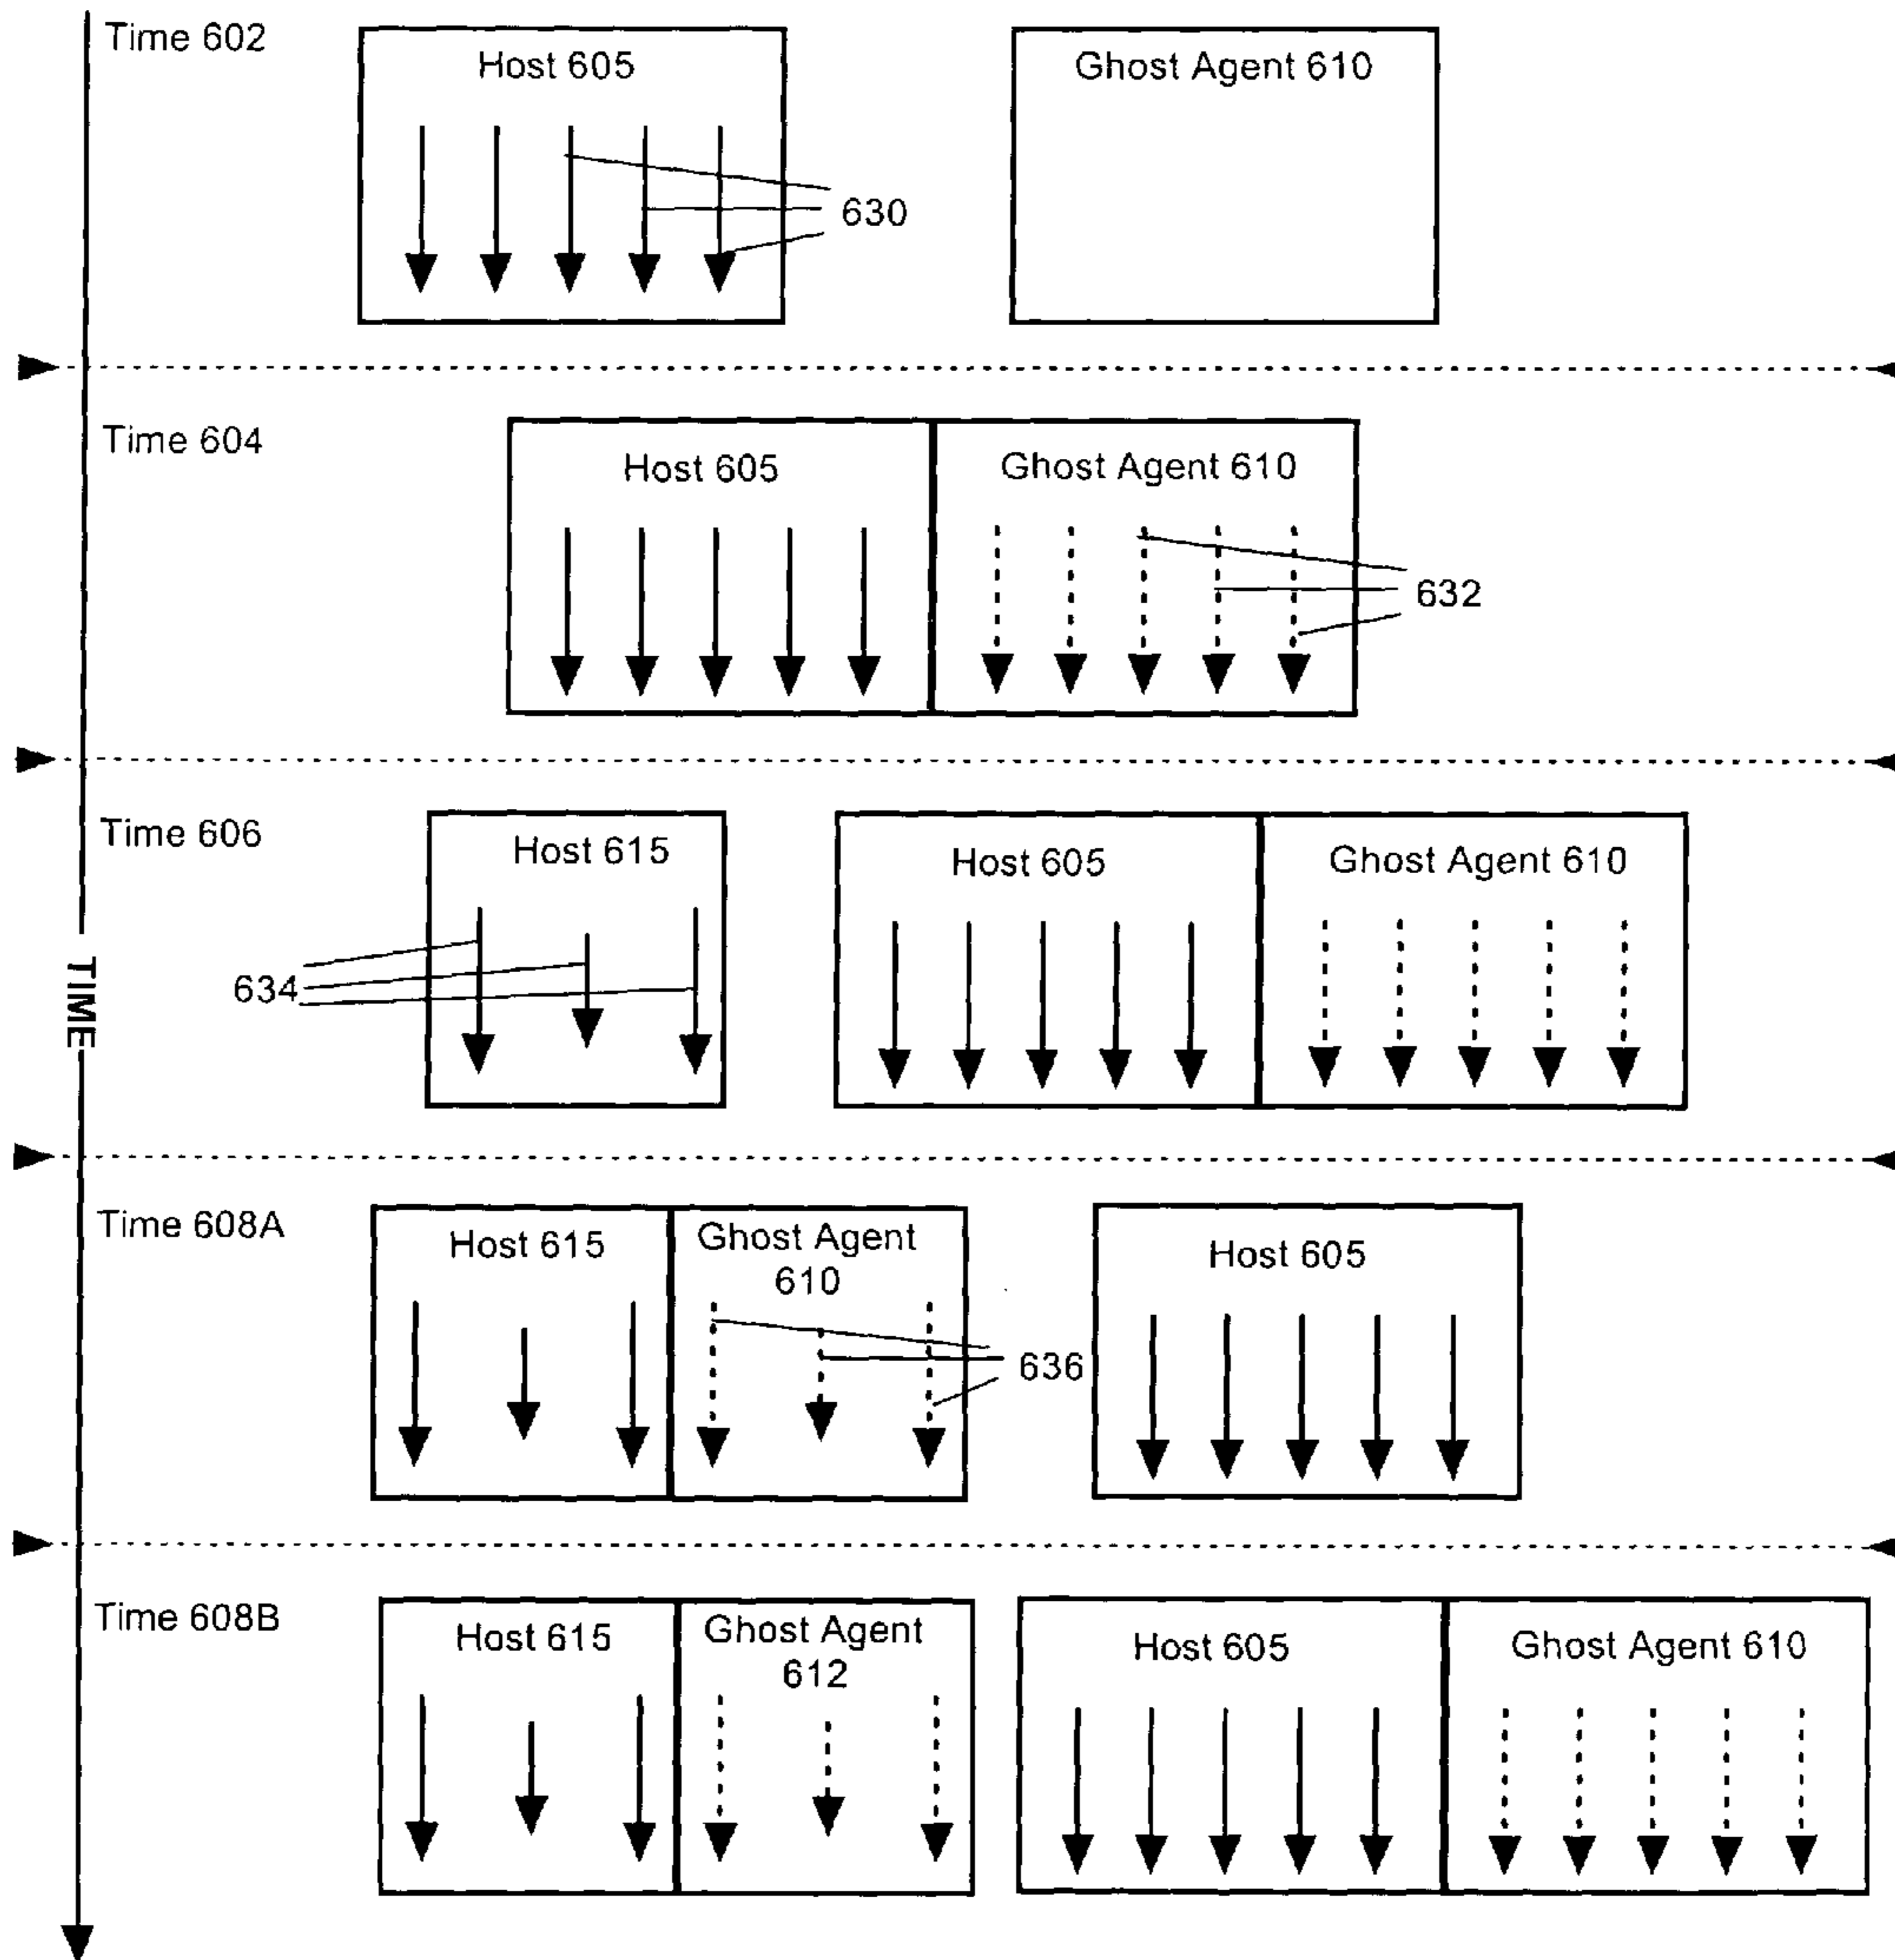 Time 602
Host 605
Ghost Agent 610
630
Time 604
Host 605
Ghost Agent 610
632
Time 606
Host 615
Host 605
Ghost Agent 610
634
TIME
Time 608A
Host 615
Ghost Agent
610
Host 605
636
Time 608B
Host 615
Ghost Agent
612
Host 605
Ghost Agent 610